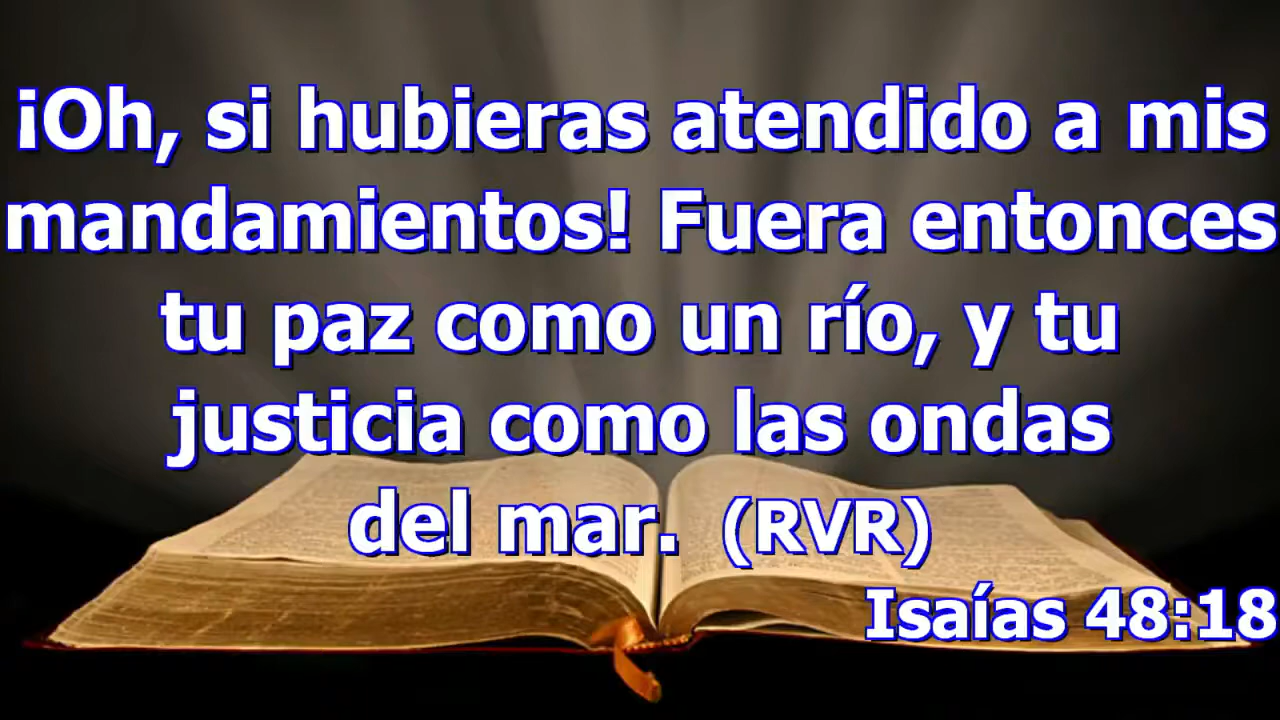 ¡Oh, si hubieras atendido a mis
mandamientos! Fuera entonces
tu paz como un río, y tu
justicia como las ondas
del mar. (RVR)
Isaías 48:18